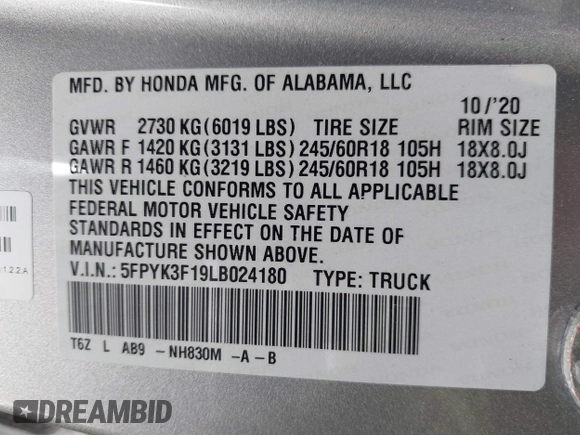 MFD. BY HONDA MFG. OF ALABAMA, LLC
10/'20
GVWR 2730 KG(6019 LBS) TIRE SIZE RIM SIZE
GAWR F 1420 KG(3131 LBS)245/60R18 105H 18X8.0J
GAWR R 1460 KG(3219 LBS)245/60R18 105H 18X8.0J
THIS VEHICLE CONFORMS TO ALL APPLICABLE
FEDERAL MOTOR VEHICLE SAFETY
STANDARDS IN EFFECT ON THE DATE OF
MANUFACTURE SHOWN ABOVE.
V.I.N.: 5FPYK3F19LB024180 TYPE: TRUCK
T6Z L AB9 -NH830M -A-B
DREAMBID